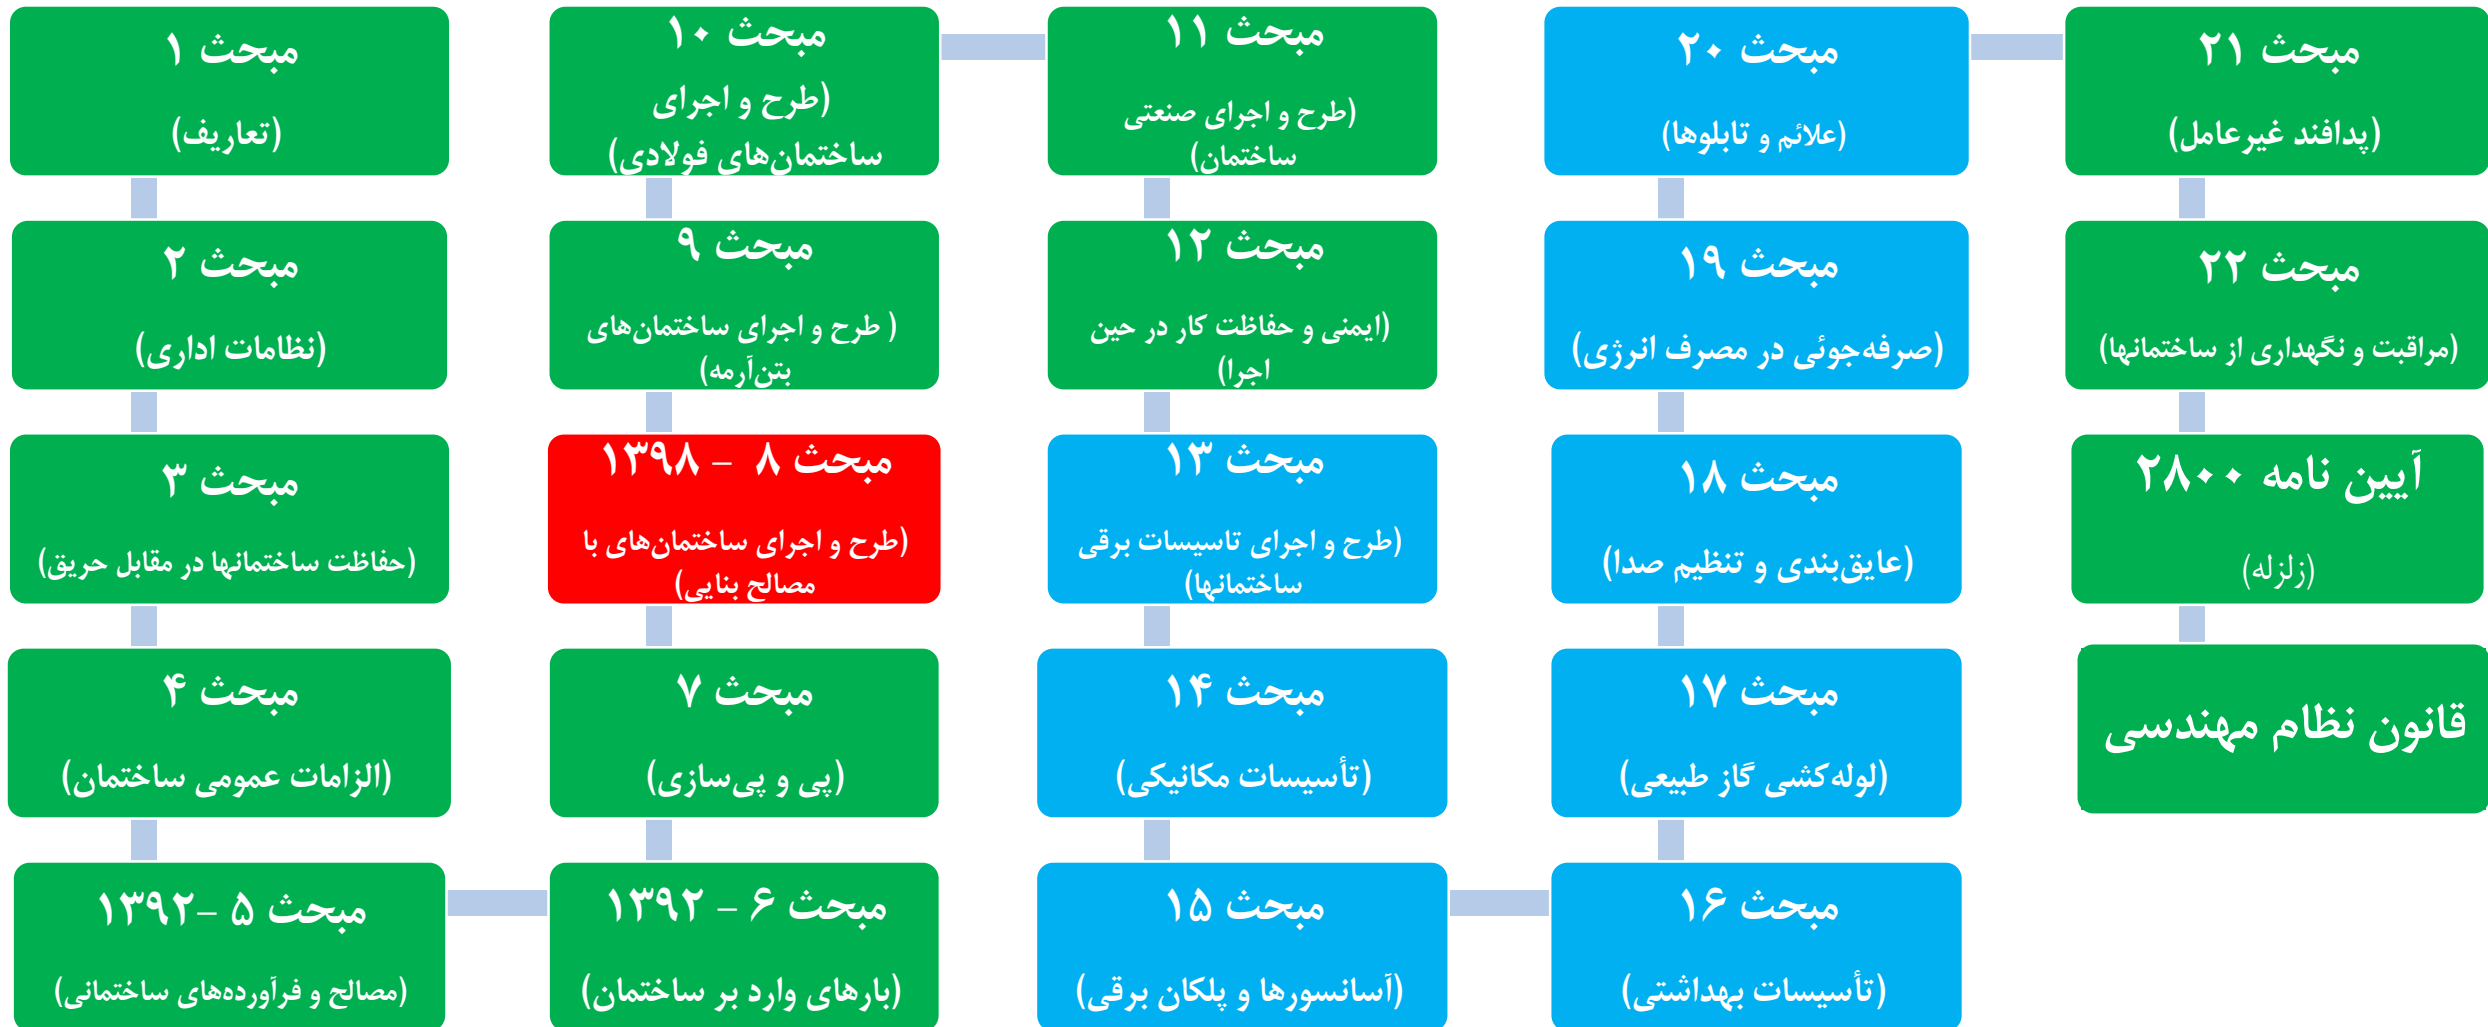 مبحث ۱
(تعاریف)
مبحث ۲
(نظامات اداری)
مبحث ۳
(حفاظت ساختمانها در مقابل حریق)
مبحث ۴
(الزامات عمومی ساختمان)
مبحث ۵ –۱۳۹۲
(مصالح و فرآورده‌های ساختمانی)
مبحث ۶ – ۱۳۹۲
(بارهای وارد بر ساختمان)
مبحث ۷
(پی و پی‌سازی)
مبحث ۸ – ۱۳۹۸
(طرح و اجرای ساختمان‌های با
مصالح بنایی)
مبحث ۹
( طرح و اجرای ساختمان‌های
بتن‌آرمه)
مبحث ۱۰
(طرح و اجرای
ساختمان‌های فولادی)
مبحث ۱۱
(طرح و اجرای صنعتی
ساختمان)
مبحث ۱۲
(ایمنی و حفاظت کار در حین
اجرا)
مبحث ۱۳
(طرح و اجرای تاسیسات برقی
ساختمانها)
مبحث ۱۴
(تأسیسات مکانیکی)
مبحث ۱۵
(آسانسورها و پلکان برقی)
مبحث ۱۶
(تأسیسات بهداشتی)
مبحث ۱۷
(لوله‌کشی گاز طبیعی)
مبحث ۱۸
(عایق‌بندی و تنظیم صدا)
مبحث ۱۹
(صرفه‌جوئی در مصرف انرژی)
مبحث ۲۰
(علائم و تابلوها)
مبحث ۲۱
(پدافند غیرعامل)
مبحث ۲۲
(مراقبت و نگهداری از ساختمانها)
آیین نامه ۲۸۰۰
(زلزله)
قانون نظام مهندسی